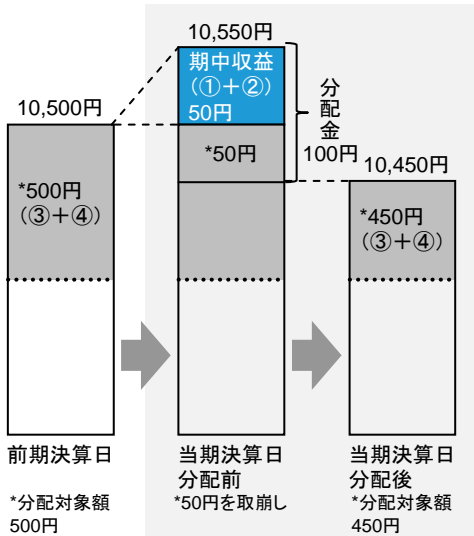 10,500円
*500円
(③＋④)
前期決算日
*分配対象額
500円
10,550円
期中収益
(①＋②)
50円
*50円
分配金
100円
当期決算日
分配前
*50円を取崩し
10,450円
*450円
(③＋④)
当期決算日
分配後
*分配対象額
450円